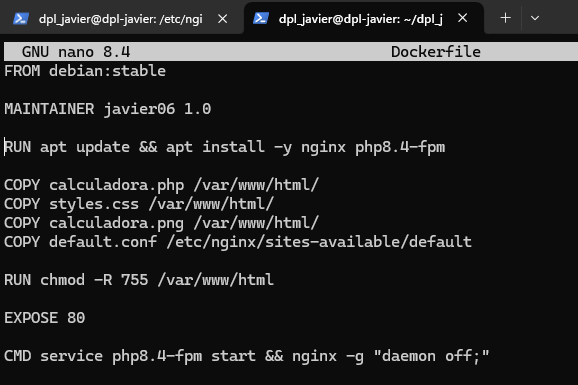 dpl_javier@dpl-javier: /etc/ngi
dpl_javier@dpl-javier: ~/dpl_j
GNU nano 8.4 Dockerfile
FROM debian:stable
MAINTAINER javier06 1.0
RUN apt update && apt install -y nginx php8.4-fpm
COPY calculadora.php /var/www/html/
COPY styles.css /var/www/html/
COPY calculadora.png /var/www/html/
COPY default.conf /etc/nginx/sites-available/default
RUN chmod -R 755 /var/www/html
EXPOSE 80
CMD service php8.4-fpm start && nginx -g "daemon off;"